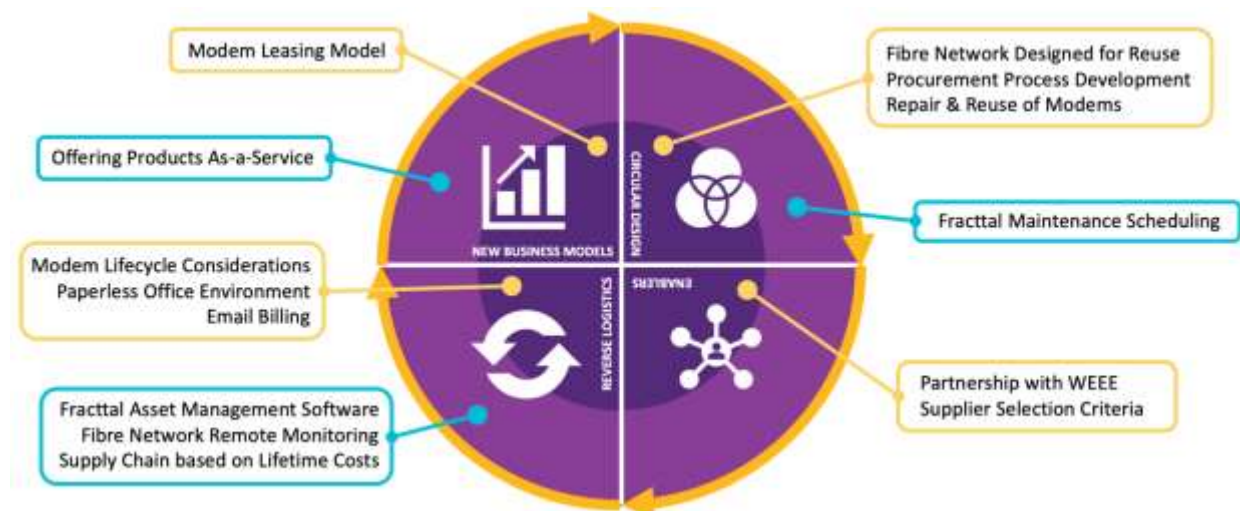 Modem Leasing Model
Offering Products As-a-Service
Modem Lifecycle Considerations
Paperless Office Environment
Email Billing
Fracttal Asset Management Software
Fibre Network Remote Monitoring
Supply Chain based on Lifetime Costs
NEW BUSINESS MODELS
CIRCULAR DESIGN
REVERSE LOGISTICS
ENABLERS
Fibre Network Designed for Reuse
Procurement Process Development
Repair & Reuse of Modems
Fracttal Maintenance Scheduling
Partnership with WEEE
Supplier Selection Criteria